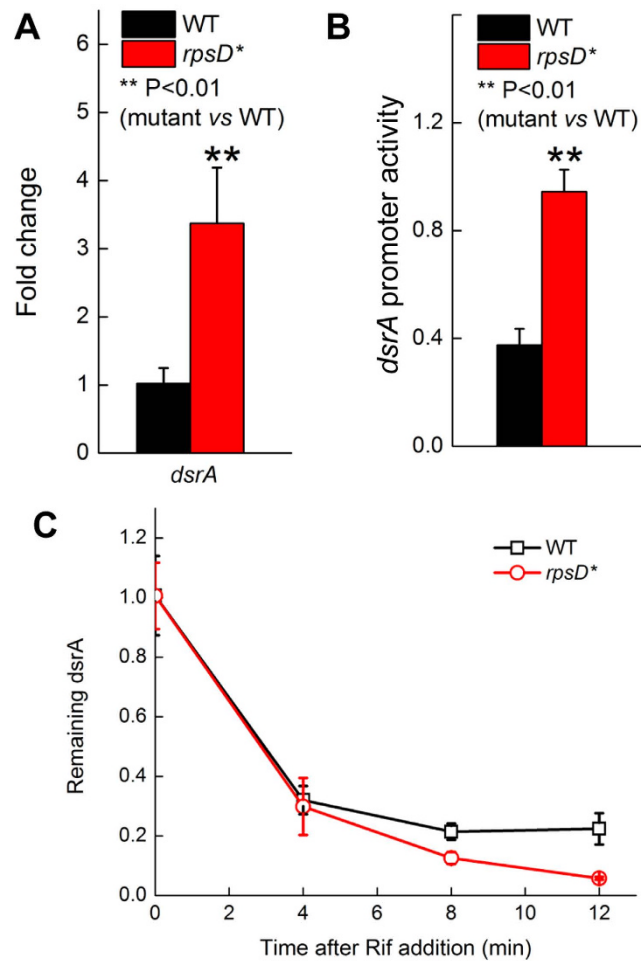 A
WT
rpsD*
** P<0.01
(mutant vs WT)
**
Fold change
6
5
4
3
2
1
0
dsrA
B
WT
rpsD*
** P<0.01
(mutant vs WT)
**
dsrA promoter activity
1.2
0.8
0.4
0.0
C
WT
rpsD*
Remaining dsrA
1.2
1.0
0.8
0.6
0.4
0.2
0.0
0 2 4 6 8 10 12
Time after Rif addition (min)